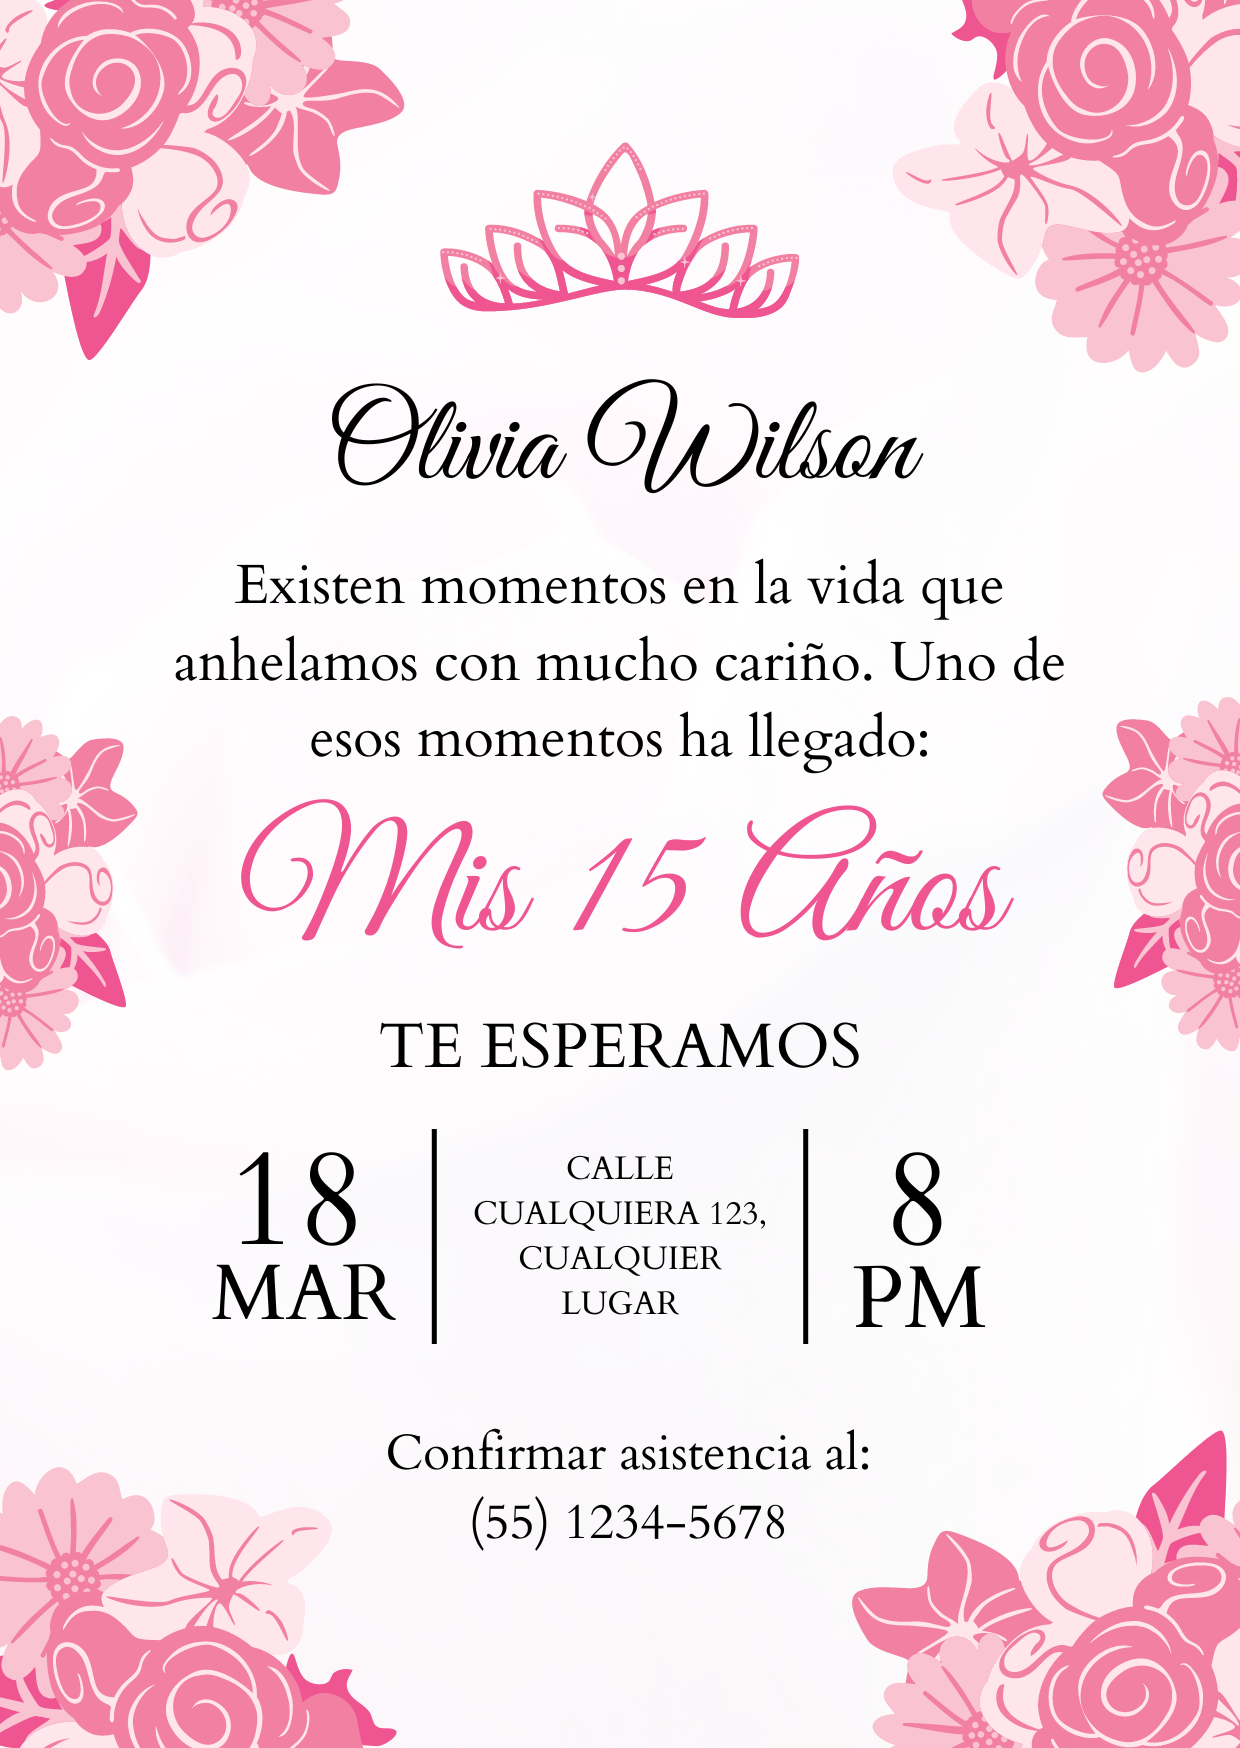 Olivia Wilson
Existen momentos en la vida que
anhelamos con mucho cariño. Uno de
esos momentos ha llegado:
Mis 15 Años
TE ESPERAMOS
18
MAR
CALLE
CUALQUIERA 123,
CUALQUIER
LUGAR
8
PM
Confirmar asistencia al:
(55) 1234-5678